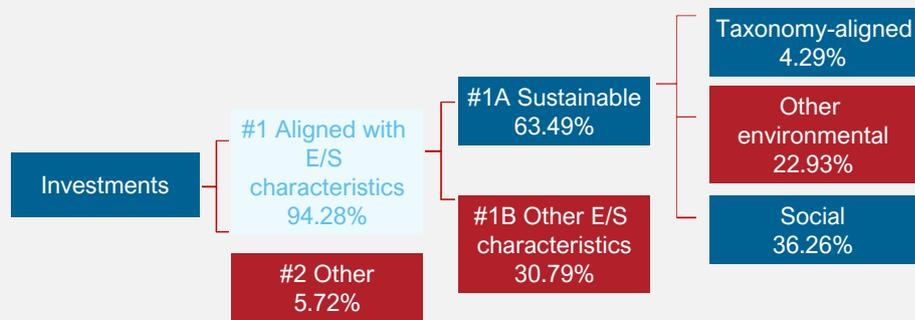 Investments
#1 Aligned with
E/S
characteristics
94.28%
#2 Other
5.72%
#1A Sustainable
63.49%
#1B Other E/S
characteristics
30.79%
Taxonomy-aligned
4.29%
Other
environmental
22.93%
Social
36.26%